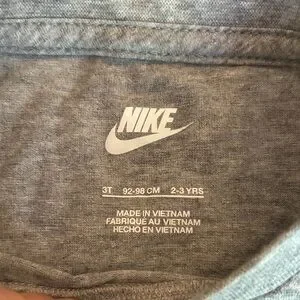 NIKE
3T 92-98 CM 2-3 YRS
MADE IN VIETNAM
FABRIQUÉ AU VIETNAM
HECHO EN VIETNAM